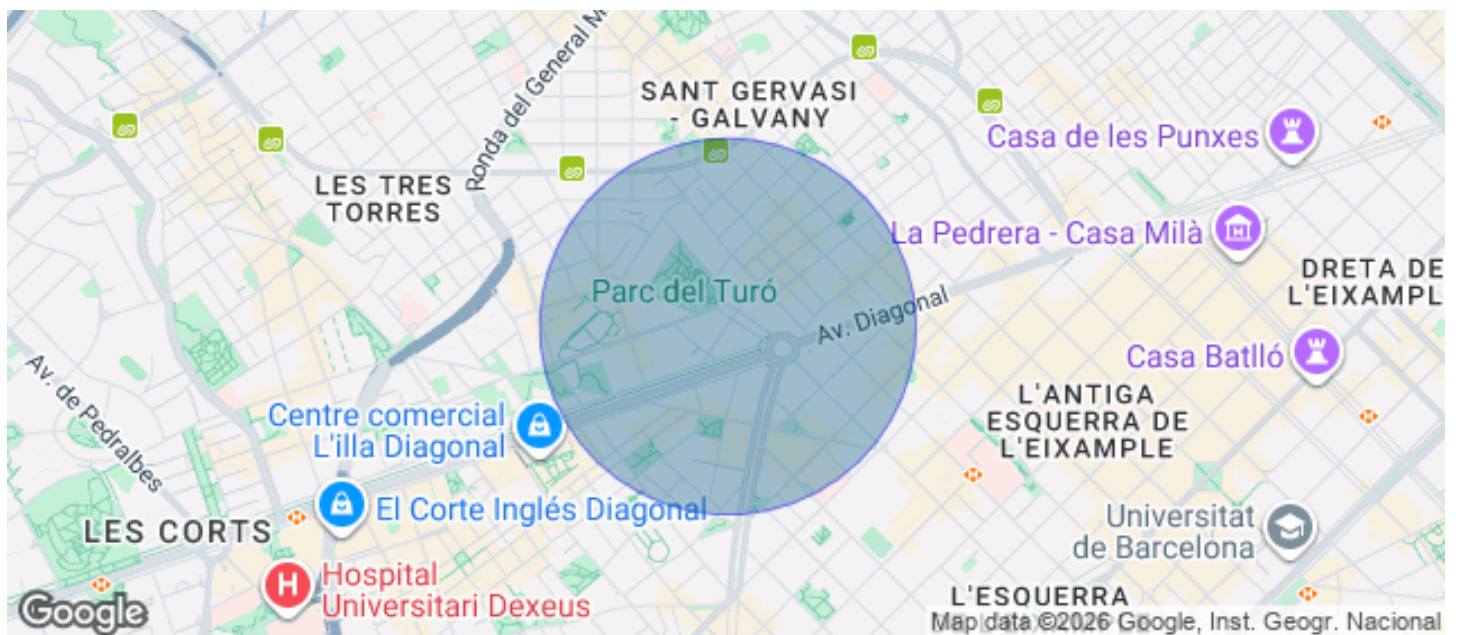 Ronda del General M
SANT GERVASI
- GALVANY
Casa de les Punxes
LES TRES
TORRES
La Pedrera - Casa Milà
DRETA DE
L'EIXAMPL
Parc del Turó
Av. Diagonal
Casa Batlló
Av. de Pedralbes
L'ANTIGA
ESQUERRA DE
L'EIXAMPLE
Centre comercial
L'illa Diagonal
El Corte Inglés Diagonal
LES CORTS
Universitat
de Barcelona
H Hospital
Universitari Dexeus
L'ESQUERRA
Google
Map data ©2026 Google, Inst. Geogr. Nacional